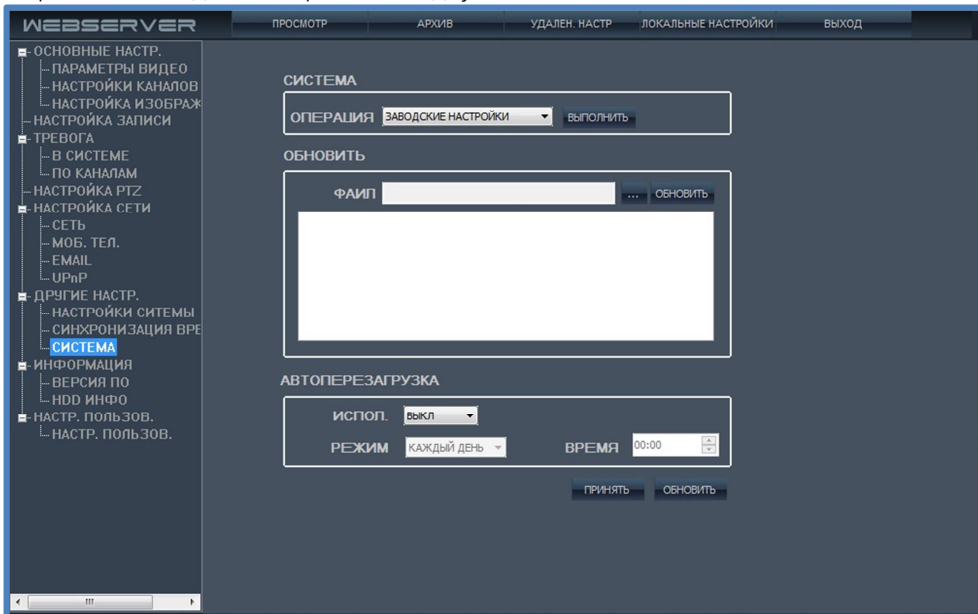 WEBSERVER
ПРОСМОТР АРХИВ УДАЛЕН. НАСТР ЛОКАЛЬНЫЕ НАСТРОЙКИ ВЫХОД
ОСНОВНЫЕ НАСТР.
ПАРАМЕТРЫ ВИДЕО
НАСТРОЙКИ КАНАЛОВ
НАСТРОЙКА ИЗОБРАЖ
НАСТРОЙКА ЗАПИСИ
ТРЕВОГА
В СИСТЕМЕ
ПО КАНАЛАМ
НАСТРОЙКА PTZ
НАСТРОЙКА СЕТИ
СЕТЬ
МОБ. ТЕЛ.
EMAIL
UPnP
ДРУГИЕ НАСТР.
НАСТРОЙКИ СИТЕМЫ
СИНХРОНИЗАЦИЯ ВРЕ
СИСТЕМА
ИНФОРМАЦИЯ
ВЕРСИЯ ПО
HDD ИНФО
НАСТР. ПОЛЬЗОВ.
НАСТР. ПОЛЬЗОВ.
СИСТЕМА
ОПЕРАЦИЯ ЗАВОДСКИЕ НАСТРОЙКИ ВЫПОЛНИТЬ
ОБНОВИТЬ
ФАИЛ ... ОБНОВИТЬ
АВТОПЕРЕЗАГРУЗКА
ИСПОЛ. ВЫКЛ
РЕЖИМ КАЖДЫЙ ДЕНЬ ВРЕМЯ 00:00
ПРИНЯТЬ ОБНОВИТЬ